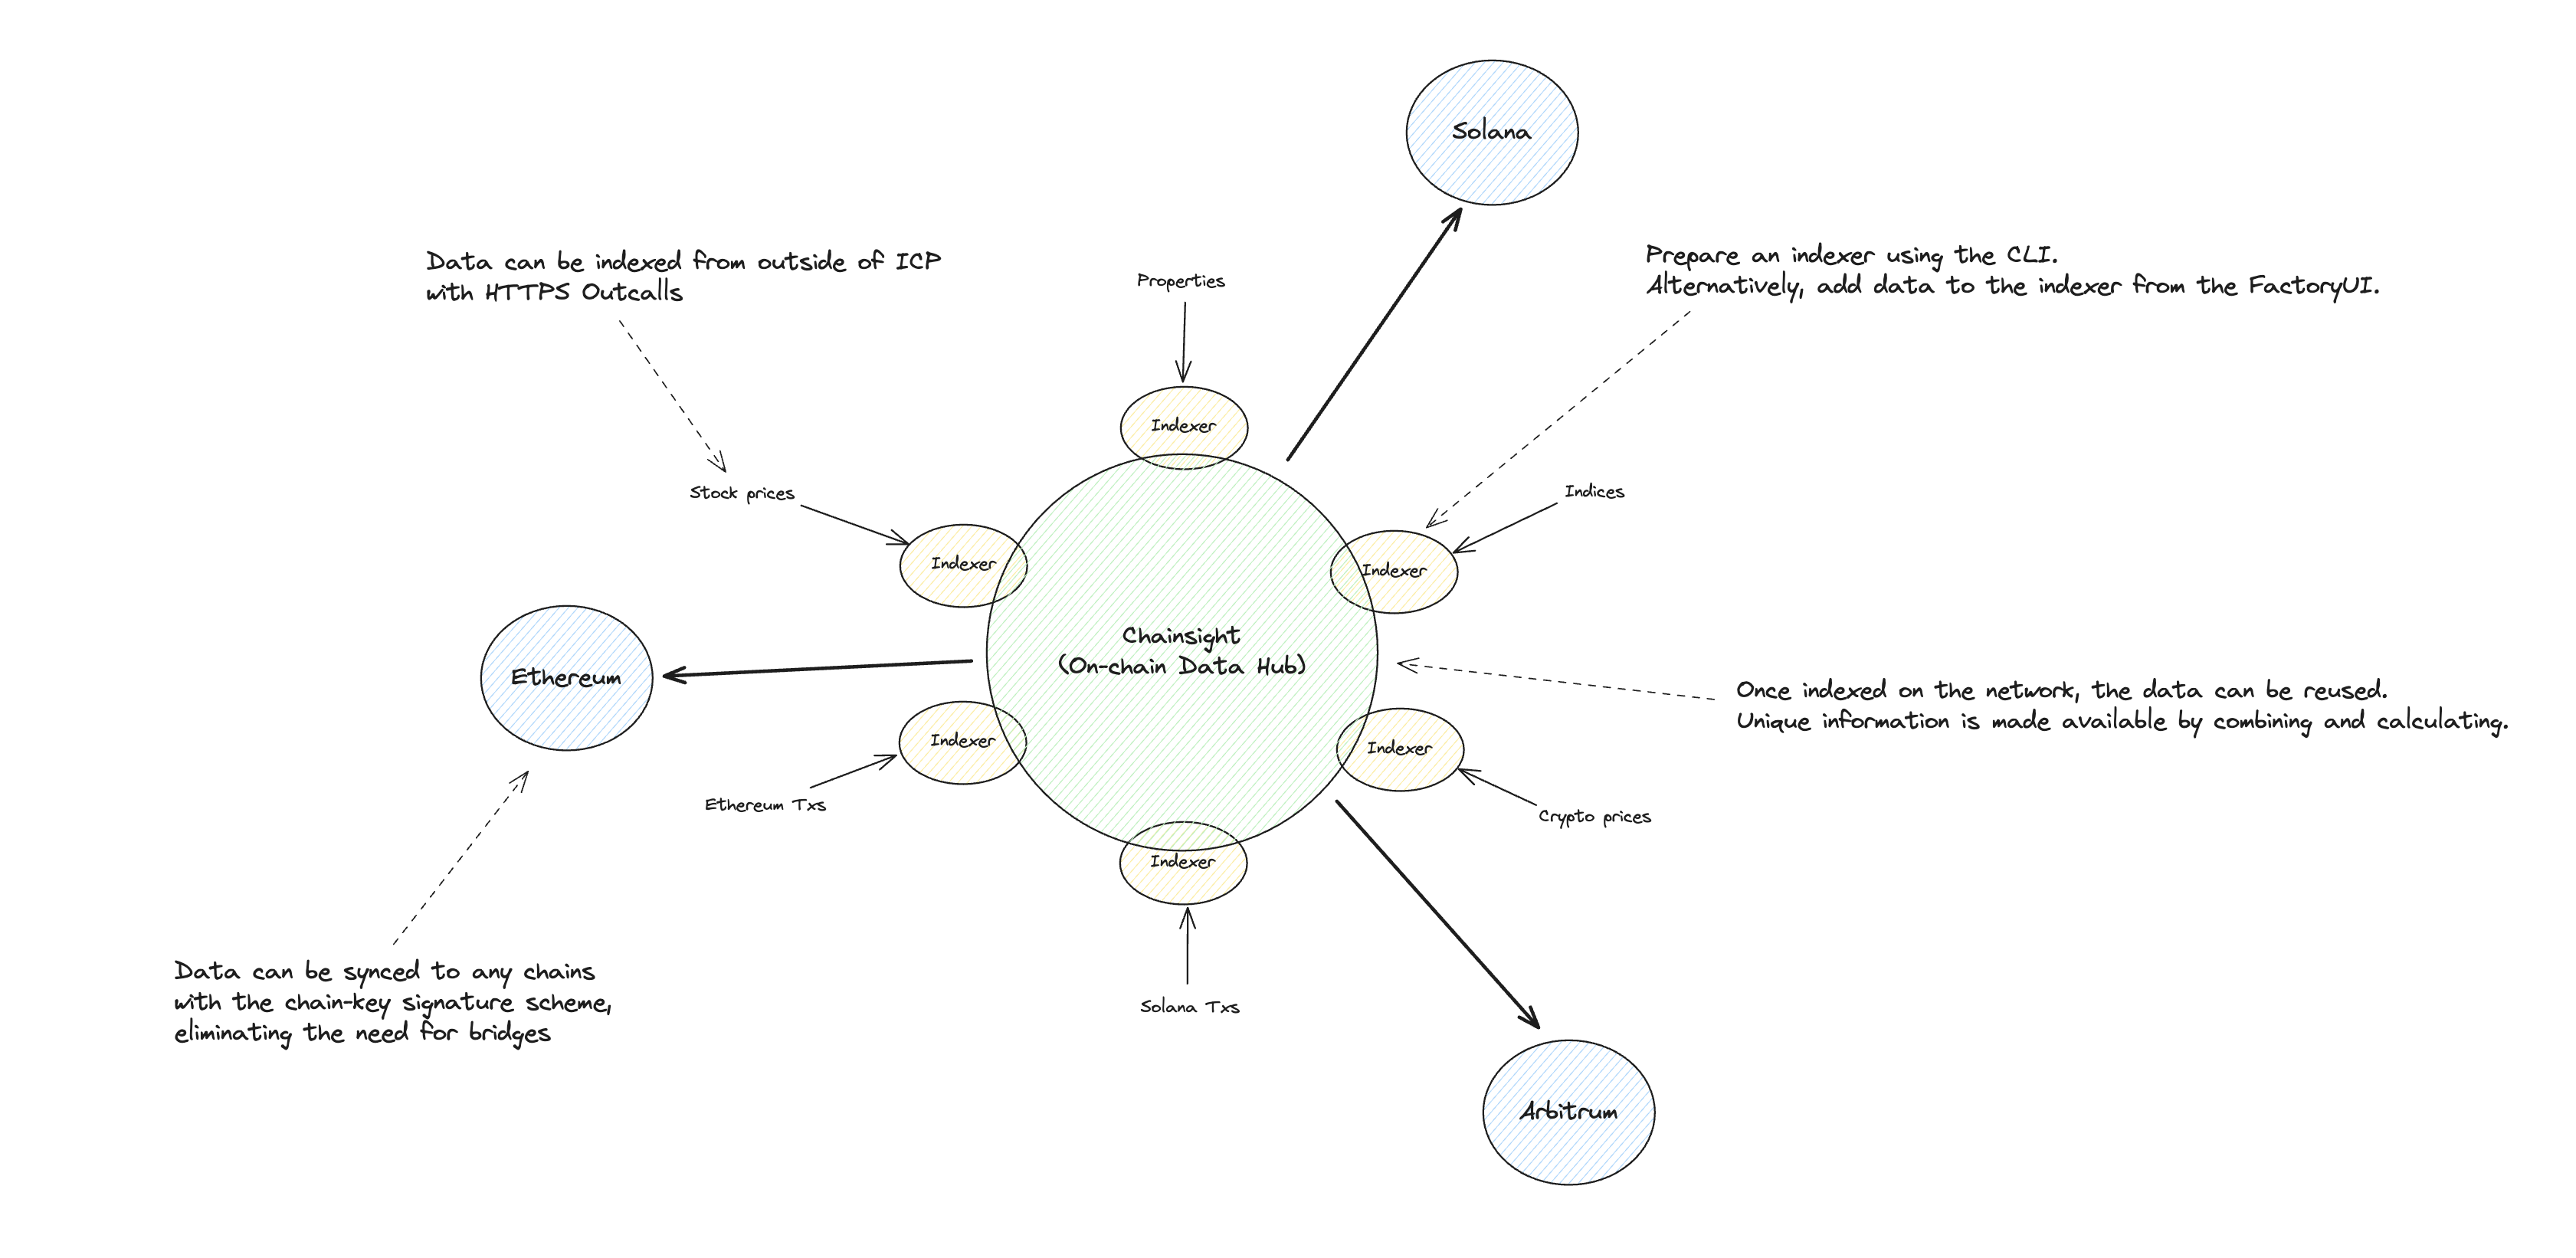 Solana
Data can be indexed from outside of ICP
with HTTPS Outcalls
Properties
Prepare an indexer using the CLI.
Alternatively, add data to the indexer from the FactoryUI.
Indexer
Stock prices
Indices
Indexer
Indexer
Chainsight
(On-chain Data Hub)
Ethereum
Once indexed on the network, the data can be reused.
Unique information is made available by combining and calculating.
Indexer
Indexer
Ethereum Txs
Crypto prices
Indexer
Data can be synced to any chains
with the chain-key signature scheme,
eliminating the need for bridges
Solana Txs
Arbitrum